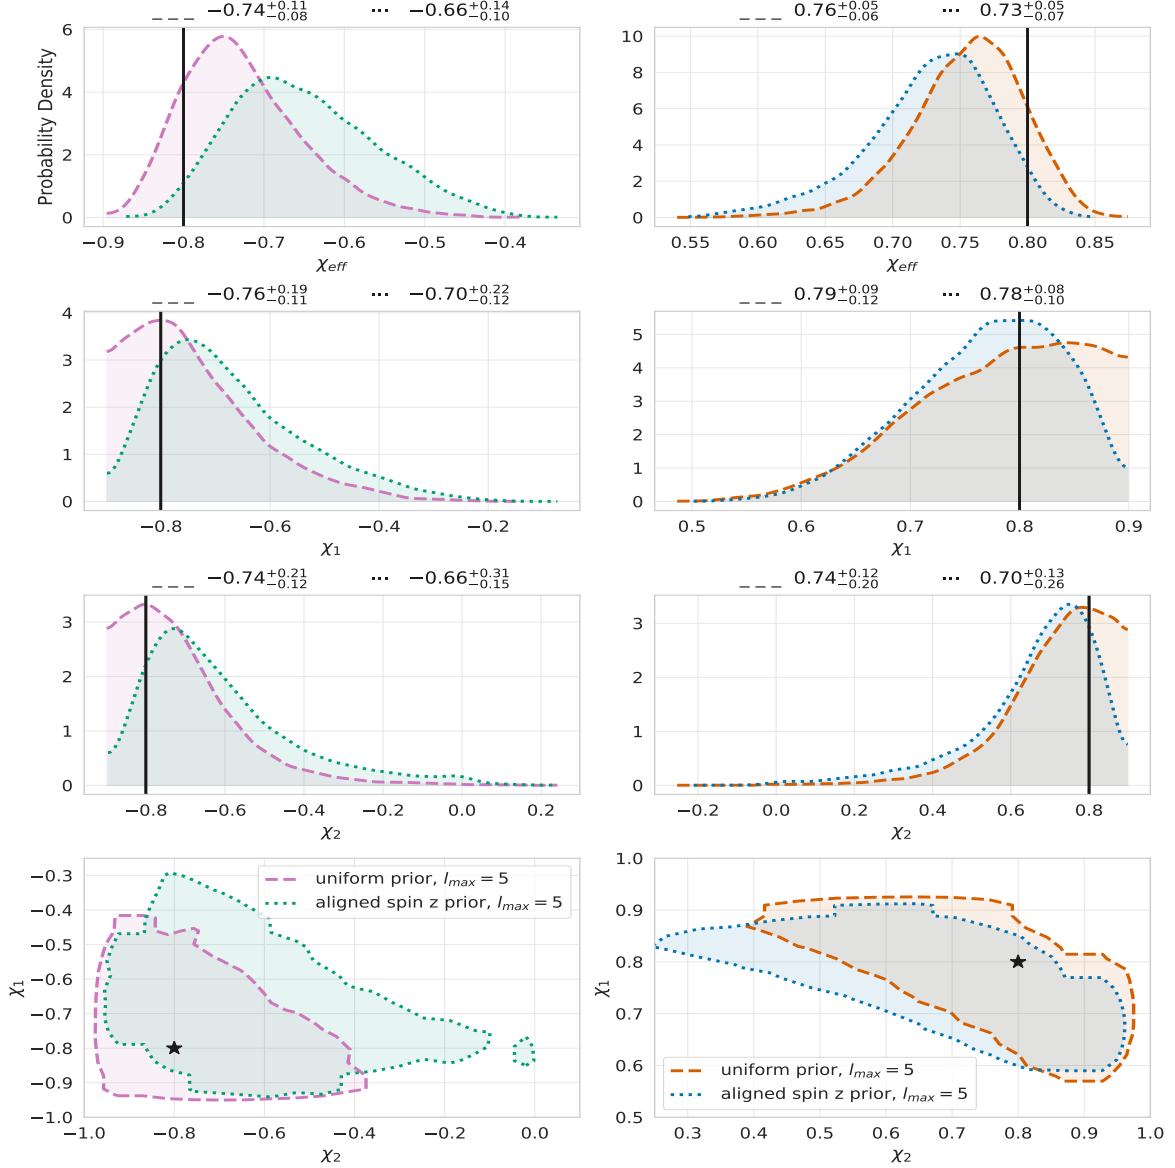 −0.74+0.11−0.08 ··· −0.66+0.14−0.10
Probability Density
6
4
2
0
−0.9 −0.8 −0.7 −0.6 −0.5 −0.4
χeff
0.76+0.05−0.06 ··· 0.73+0.05−0.07
10
8
6
4
2
0
0.55 0.60 0.65 0.70 0.75 0.80 0.85
χeff
−0.76+0.19−0.11 ··· −0.70+0.22−0.12
4
3
2
1
0
−0.8 −0.6 −0.4 −0.2
χ1
0.79+0.09−0.12 ··· 0.78+0.08−0.10
5
4
3
2
1
0
0.5 0.6 0.7 0.8 0.9
χ1
−0.74+0.21−0.12 ··· −0.66+0.31−0.15
3
2
1
0
−0.8 −0.6 −0.4 −0.2 0.0 0.2
χ2
0.74+0.12−0.20 ··· 0.70+0.13−0.26
3
2
1
0
−0.2 0.0 0.2 0.4 0.6 0.8
χ2
uniform prior, lmax = 5
aligned spin z prior, lmax = 5
χ1
−0.3
−0.4
−0.5
−0.6
−0.7
−0.8
−0.9
−1.0
−1.0 −0.8 −0.6 −0.4 −0.2 0.0
χ2
χ1
1.0
0.9
0.8
0.7
0.6
0.5
uniform prior, lmax = 5
aligned spin z prior, lmax = 5
0.3 0.4 0.5 0.6 0.7 0.8 0.9 1.0
χ2